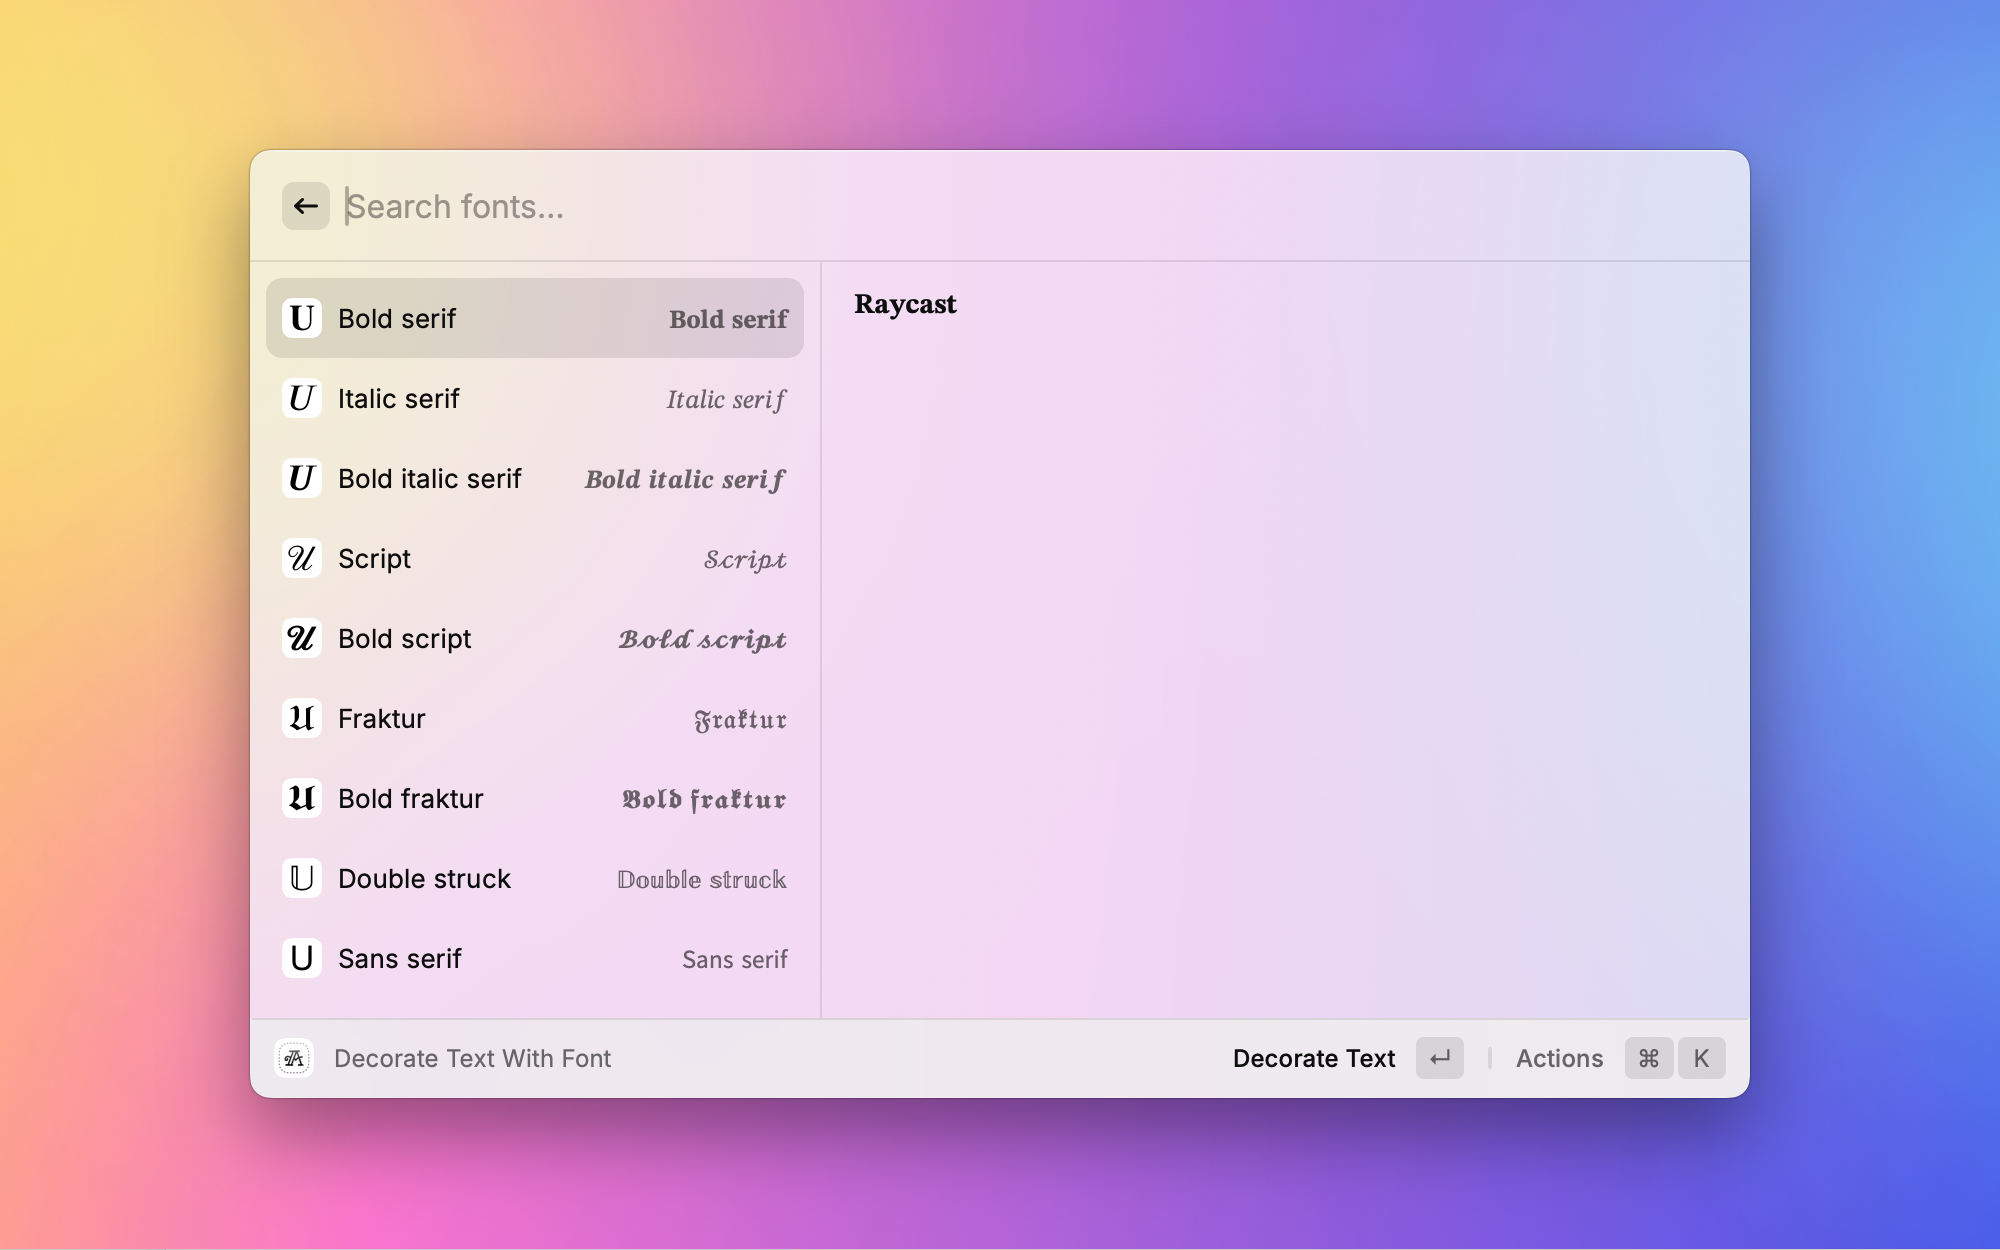 Search fonts...
U Bold serif Bold serif
U Italic serif Italic serif
U Bold italic serif Bold italic serif
U Script Script
U Bold script Bold script
U Fraktur Fraktur
U Bold fraktur Bold fraktur
U Double struck Double struck
U Sans serif Sans serif
Raycast
A Decorate Text With Font Decorate Text ↵ Actions ⌘ K